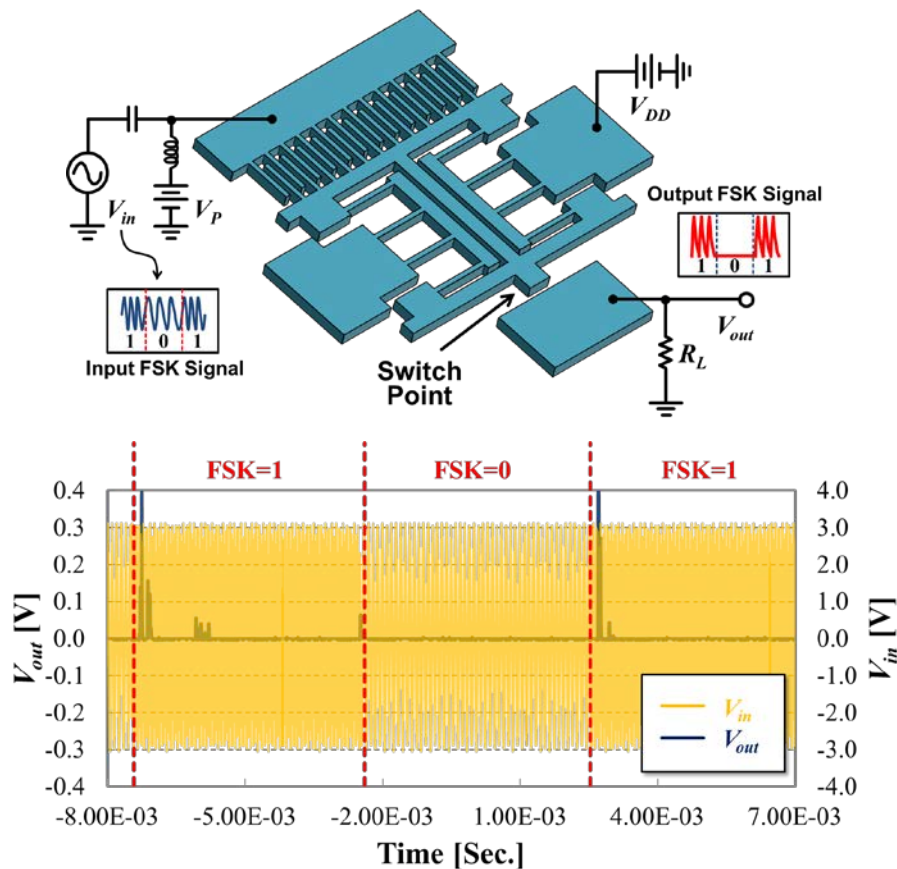 V_DD
V_in
V_P
Output FSK Signal
1 0 1
1 0 1
Input FSK Signal
V_out
R_L
Switch
Point
FSK=1 FSK=0 FSK=1
0.4 4.0
0.3 3.0
0.2 2.0
0.1 1.0
0.0 0.0
-0.1 -1.0
-0.2 -2.0
-0.3 -3.0
-0.4 -4.0
V_out [V]
V_in [V]
V_in
V_out
-8.00E-03 -5.00E-03 -2.00E-03 1.00E-03 4.00E-03 7.00E-03
Time [Sec.]